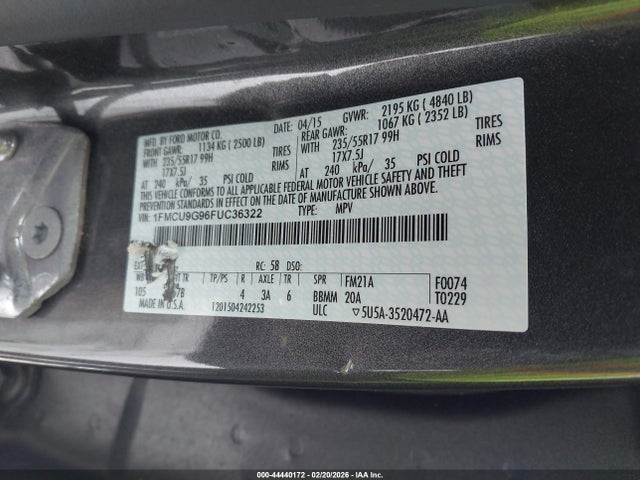 MFD. BY FORD MOTOR CO.
04/15 GVWR: 2195 KG ( 4840 LB)
FRONT GAWR: 1134 KG ( 2500 LB) REAR GAWR: 1067 KG ( 2352 LB)
WITH 235/55R17 99H TIRES WITH 235/55R17 99H TIRES
17X7.5J RIMS 17X7.5J RIMS
AT 240 kPa/ 35 PSI COLD AT 240 kPa/ 35 PSI COLD
THIS VEHICLE CONFORMS TO ALL APPLICABLE FEDERAL MOTOR VEHICLE SAFETY AND THEFT
PREVENTION STANDARDS IN EFFECT ON THE DATE OF MANUFACTURE SHOWN ABOVE.
1FMCU9G96FUC36322 TYPE: MPV
EXT RC: 58 DSO:
WB TR TP/PS R AXLE TR SPR FM21A F0074
105 7B 4 3A 6 BBMM 20A T0229
MADE IN U.S.A. 1201504242253 ULC 5U5A-3520472-AA
000-44440172 — 02/20/2026 — IAAI, Inc.